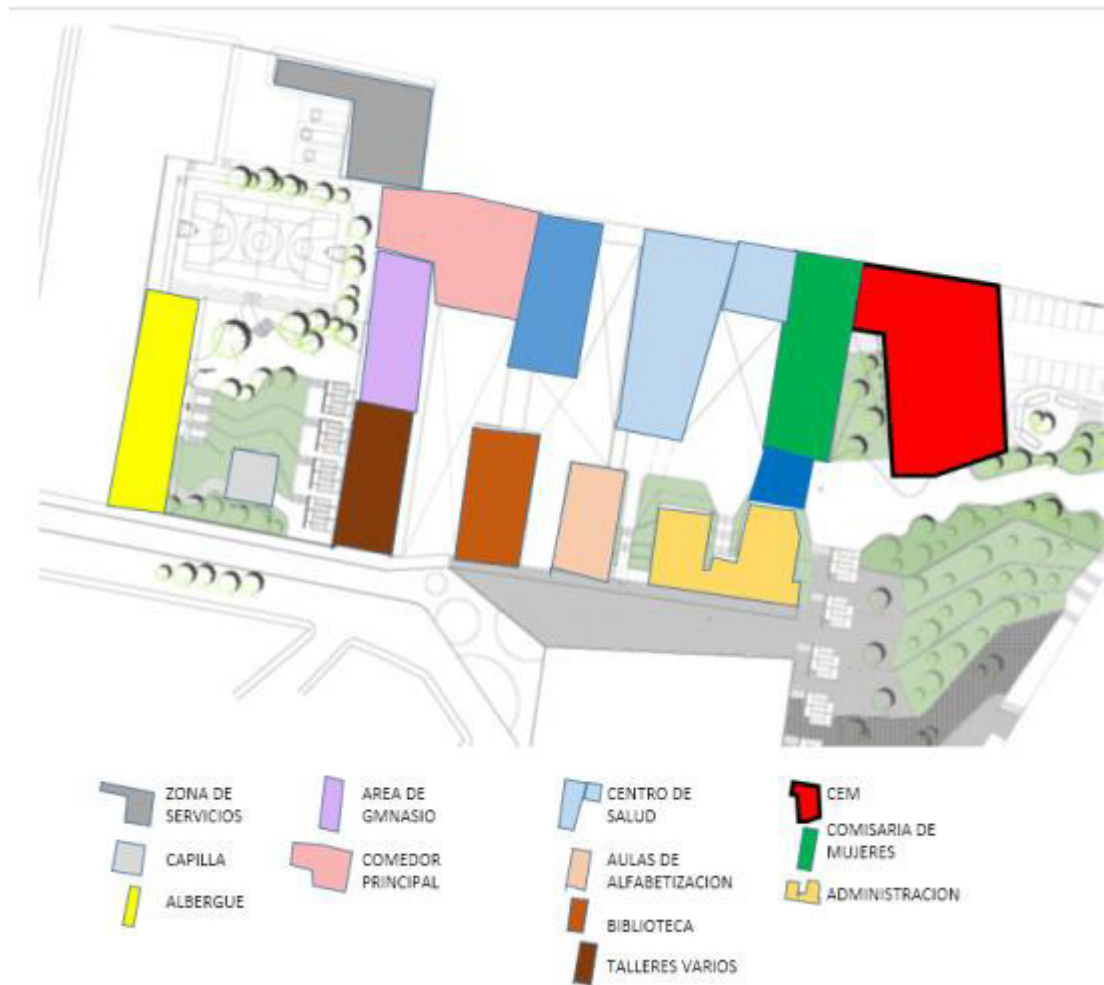 ZONA DE
SERVICIOS
CAPILLA
ALBERGUE
AREA DE
GMNASIO
COMEDOR
PRINCIPAL
CENTRO DE
SALUD
AULAS DE
ALFABETIZACION
BIBLIOTECA
TALLERES VARIOS
CEM
COMISARIA DE
MUJERES
ADMINISTRACION